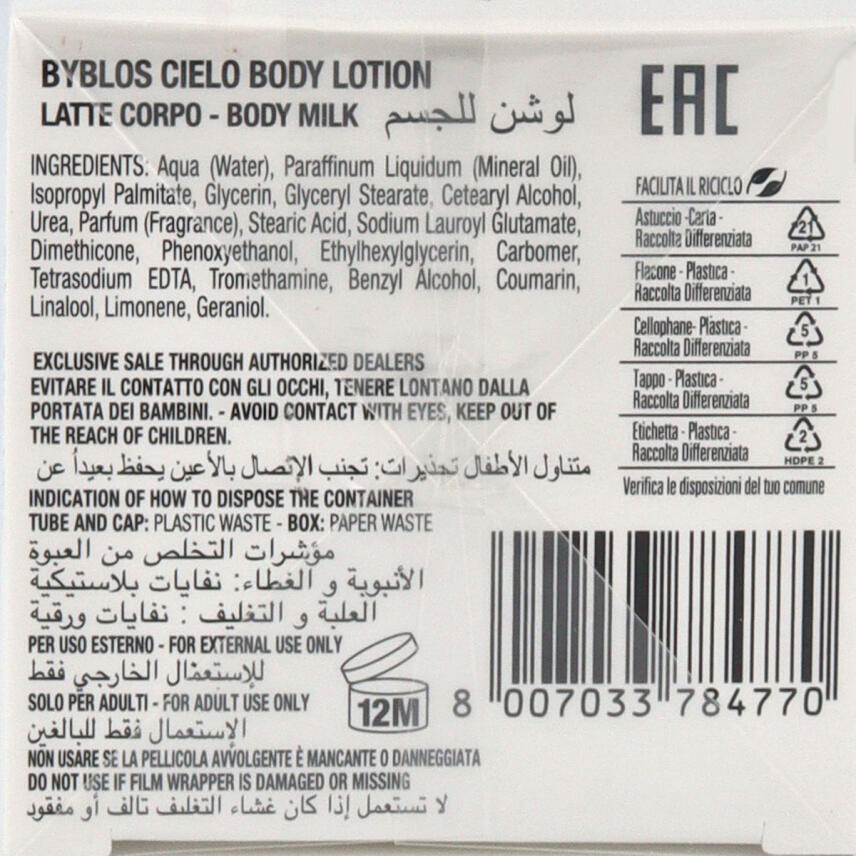 BYBLOS CIELO BODY LOTION
LATTE CORPO - BODY MILK لوشن للجسم
INGREDIENTS: Aqua (Water), Paraffinum Liquidum (Mineral Oil),
Isopropyl Palmitate, Glycerin, Glyceryl Stearate, Cetearyl Alcohol,
Urea, Parfum (Fragrance), Stearic Acid, Sodium Lauroyl Glutamate,
Dimethicone, Phenoxyethanol, Ethylhexylglycerin, Carbomer,
Tetrasodium EDTA, Tromethamine, Benzyl Alcohol, Coumarin,
Linalool, Limonene, Geraniol.
EXCLUSIVE SALE THROUGH AUTHORIZED DEALERS
EVITARE IL CONTATTO CON GLI OCCHI, TENERE LONTANO DALLA
PORTATA DEI BAMBINI. - AVOID CONTACT WITH EYES, KEEP OUT OF
THE REACH OF CHILDREN.
متناول الأطفال تحذيرات: تجنب الإتصال بالأعين يحفظ بعيداً عن
INDICATION OF HOW TO DISPOSE THE CONTAINER
TUBE AND CAP: PLASTIC WASTE - BOX: PAPER WASTE
مؤشرات التخلص من العبوة
الأنبوبة و الغطاء: نفايات بلاستيكية
العلبة و التغليف : نفايات ورقية
PER USO ESTERNO - FOR EXTERNAL USE ONLY
للإستعمال الخارجي فقط
SOLO PER ADULTI - FOR ADULT USE ONLY
الإستعمال فقط للبالغين
NON USARE SE LA PELLICOLA AVVOLGENTE È MANCANTE O DANNEGGIATA
DO NOT USE IF FILM WRAPPER IS DAMAGED OR MISSING
لا تستعمل إذا كان غشاء التغليف تالف أو مفقود
12M
EAC
FACILITA IL RICICLO
Astuccio - Carta -
Raccolta Differenziata
21
PAP 21
Flacone - Plastica -
Raccolta Differenziata
1
PET 1
Cellophane - Plastica -
Raccolta Differenziata
5
PP 5
Tappo - Plastica -
Raccolta Differenziata
5
PP 5
Etichetta - Plastica -
Raccolta Differenziata
2
HDPE 2
Verifica le disposizioni del tuo comune
8 007033 784770